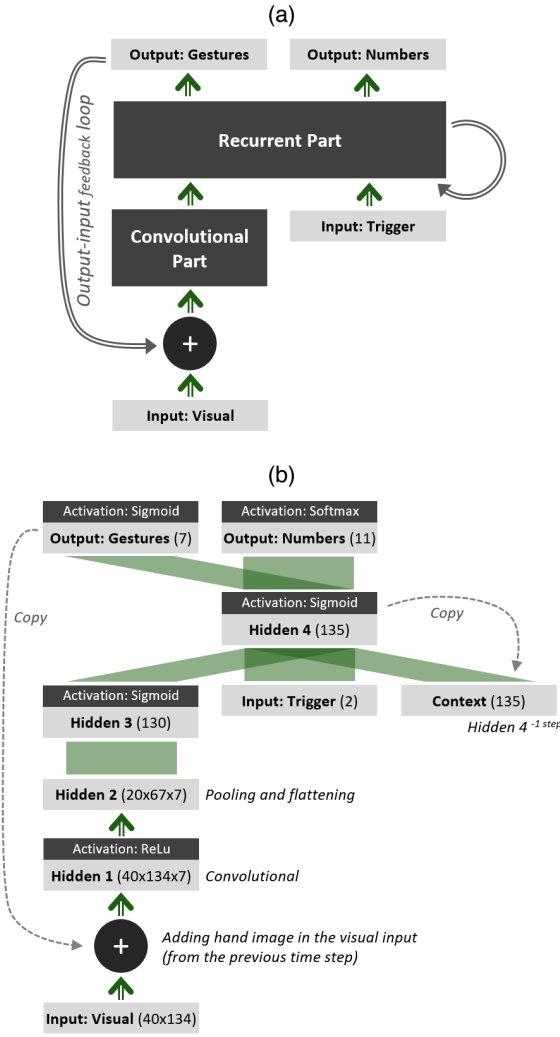 (a)
Output: Gestures
Output: Numbers
Output-input feedback loop
Recurrent Part
Convolutional
Part
Input: Trigger
+
Input: Visual
(b)
Activation: Sigmoid
Output: Gestures (7)
Activation: Softmax
Output: Numbers (11)
Copy
Activation: Sigmoid
Hidden 4 (135)
Copy
Activation: Sigmoid
Hidden 3 (130)
Input: Trigger (2)
Context (135)
Hidden 4 -1 step
Hidden 2 (20x67x7)
Pooling and flattening
Activation: ReLu
Hidden 1 (40x134x7)
Convolutional
+
Adding hand image in the visual input
(from the previous time step)
Input: Visual (40x134)